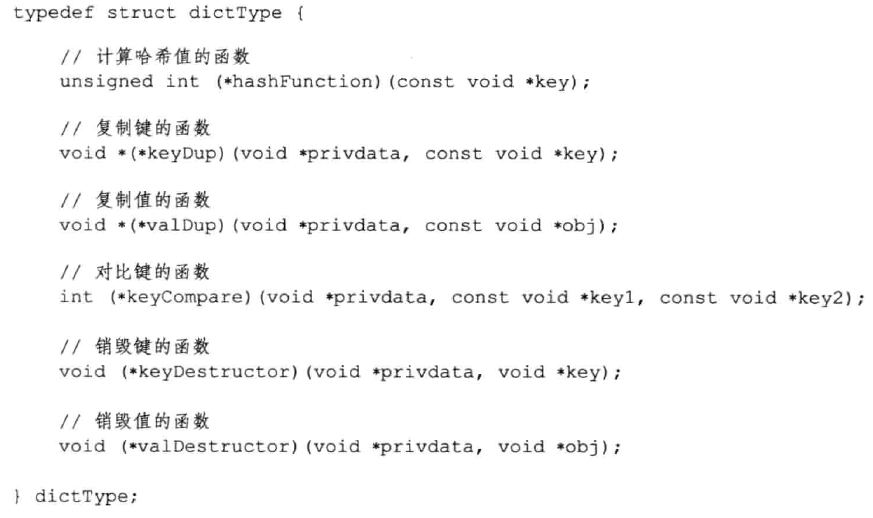 typedef struct dictType {
// 计算哈希值的函数
unsigned int (*hashFunction)(const void *key);
// 复制键的函数
void *(*keyDup)(void *privdata, const void *key);
// 复制值的函数
void *(*valDup)(void *privdata, const void *obj);
// 对比键的函数
int (*keyCompare)(void *privdata, const void *key1, const void *key2);
// 销毁键的函数
void (*keyDestructor)(void *privdata, void *key);
// 销毁值的函数
void (*valDestructor)(void *privdata, void *obj);
} dictType;